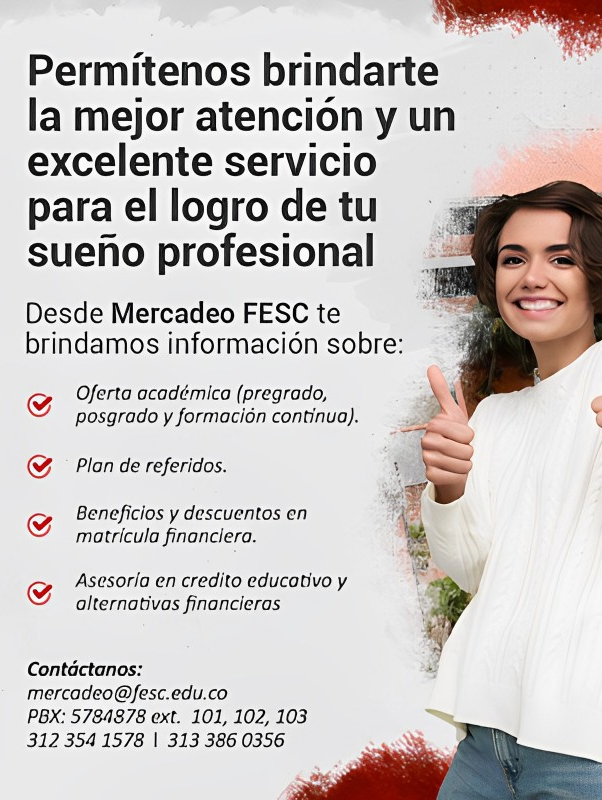 Permítenos brindarte
la mejor atención y un
excelente servicio
para el logro de tu
sueño profesional
Desde Mercadeo FESC te
brindamos información sobre:
Oferta académica (pregrado,
posgrado y formación continua).
Plan de referidos.
Beneficios y descuentos en
matrícula financiera.
Asesoría en credito educativo y
alternativas financieras
Contáctanos:
mercadeo@fesc.edu.co
PBX: 5784878 ext. 101, 102, 103
312 354 1578 | 313 386 0356